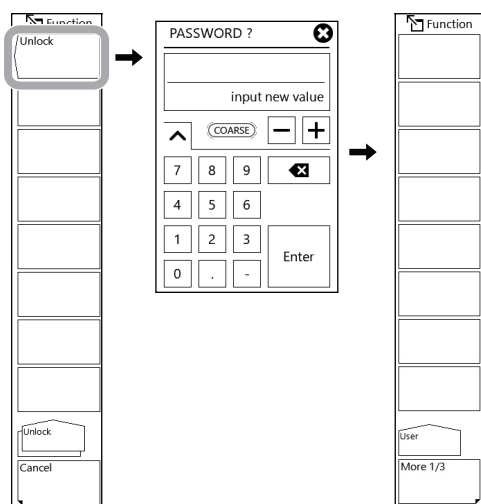 Function
Unlock
Unlock
Cancel
PASSWORD ?
input new value
COARSE
7 8 9
4 5 6
1 2 3
Enter
0 . -
Function
User
More 1/3